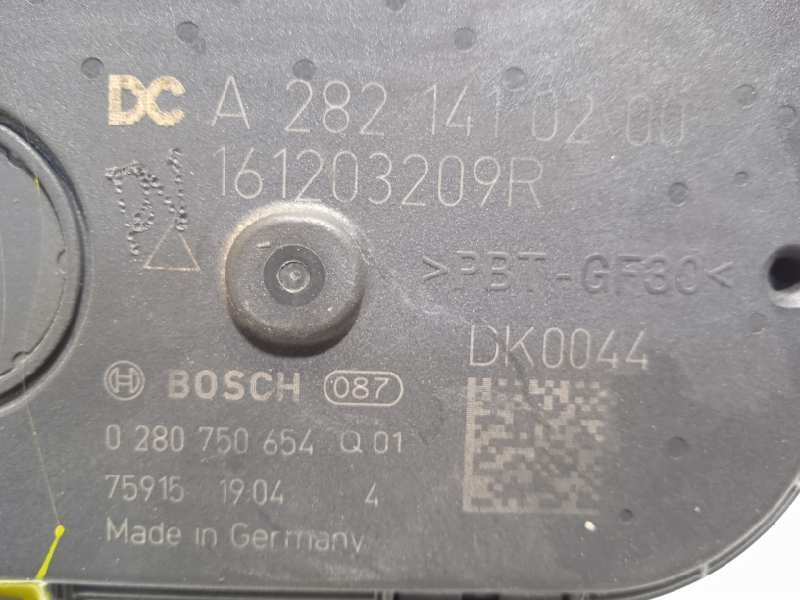 DC A 282 141 02 00
161203209R
>PBT-GF30<
DK0044
BOSCH 087
0 280 750 654 Q 01
75915 19.04 4
Made in Germany